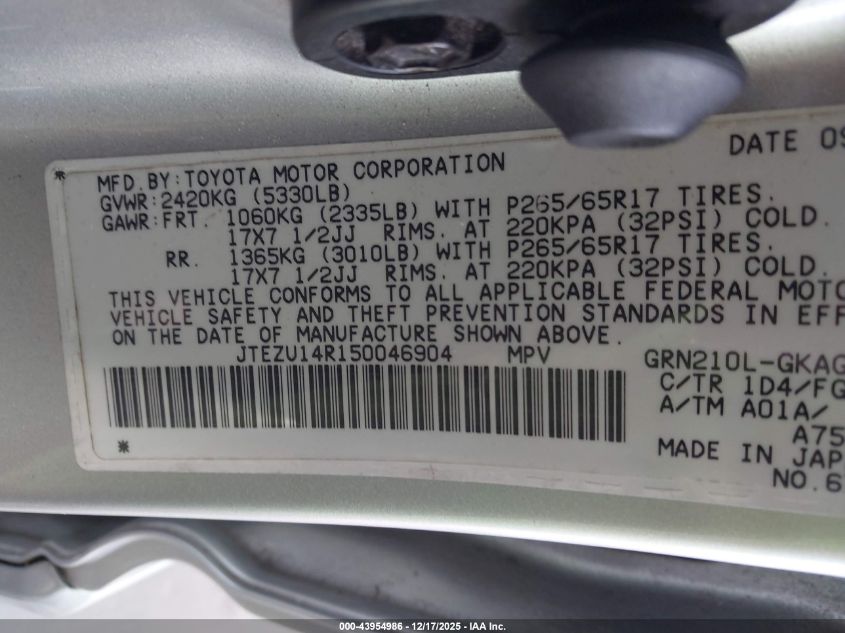 DATE 09
MFD.BY:TOYOTA MOTOR CORPORATION
GVWR:2420KG (5330LB)
GAWR:FRT. 1060KG (2335LB) WITH P265/65R17 TIRES.
17X7 1/2JJ RIMS. AT 220KPA (32PSI) COLD.
RR. 1365KG (3010LB) WITH P265/65R17 TIRES.
17X7 1/2JJ RIMS. AT 220KPA (32PSI) COLD.
THIS VEHICLE CONFORMS TO ALL APPLICABLE FEDERAL MOTO
VEHICLE SAFETY AND THEFT PREVENTION STANDARDS IN EFF
ON THE DATE OF MANUFACTURE SHOWN ABOVE.
JTEZU14R150046904 MPV GRN210L-GKAG
C/TR 1D4/FG
A/TM A01A/
A75
MADE IN JAP
NO.6
000-43954986 - 12/17/2025 - IAA Inc.